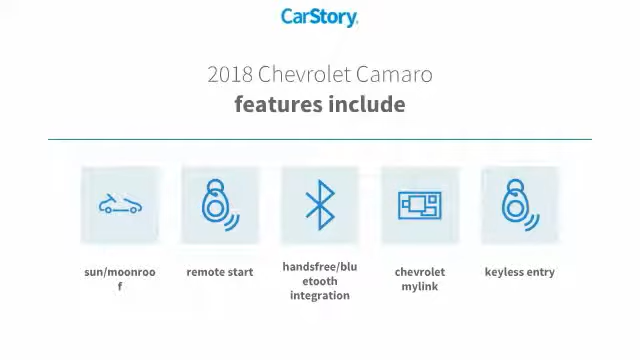 CarStory.
2018 Chevrolet Camaro
features include
sun/moonroo
f
remote start
handsfree/blu
etooth
integration
chevrolet
mylink
keyless entry